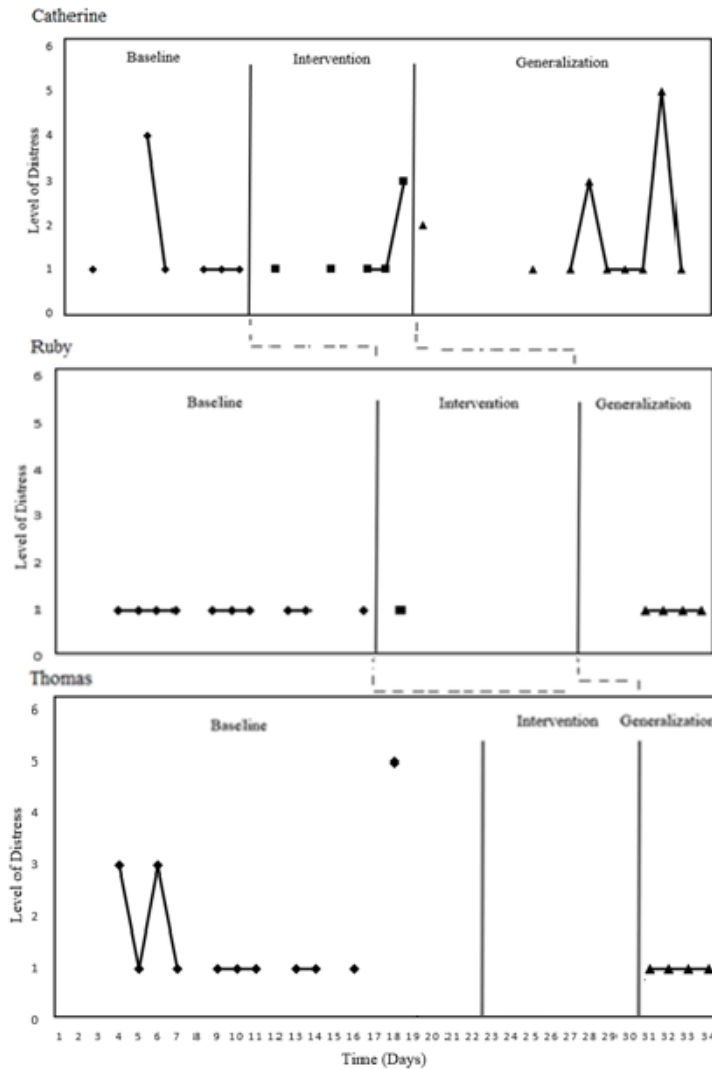 Catherine
6
Baseline Intervention Generalization
5
4
3
2
1
0
Level of Distress
Ruby
6
Baseline Intervention Generalization
5
4
3
2
1
0
Level of Distress
Thomas
6
Baseline Intervention Generalization
5
4
3
2
1
0
Level of Distress
1 2 3 4 5 6 7 8 9 10 11 12 13 14 15 16 17 18 19 20 21 22 23 24 25 26 27 28 29 30 31 32 33 34
Time (Days)